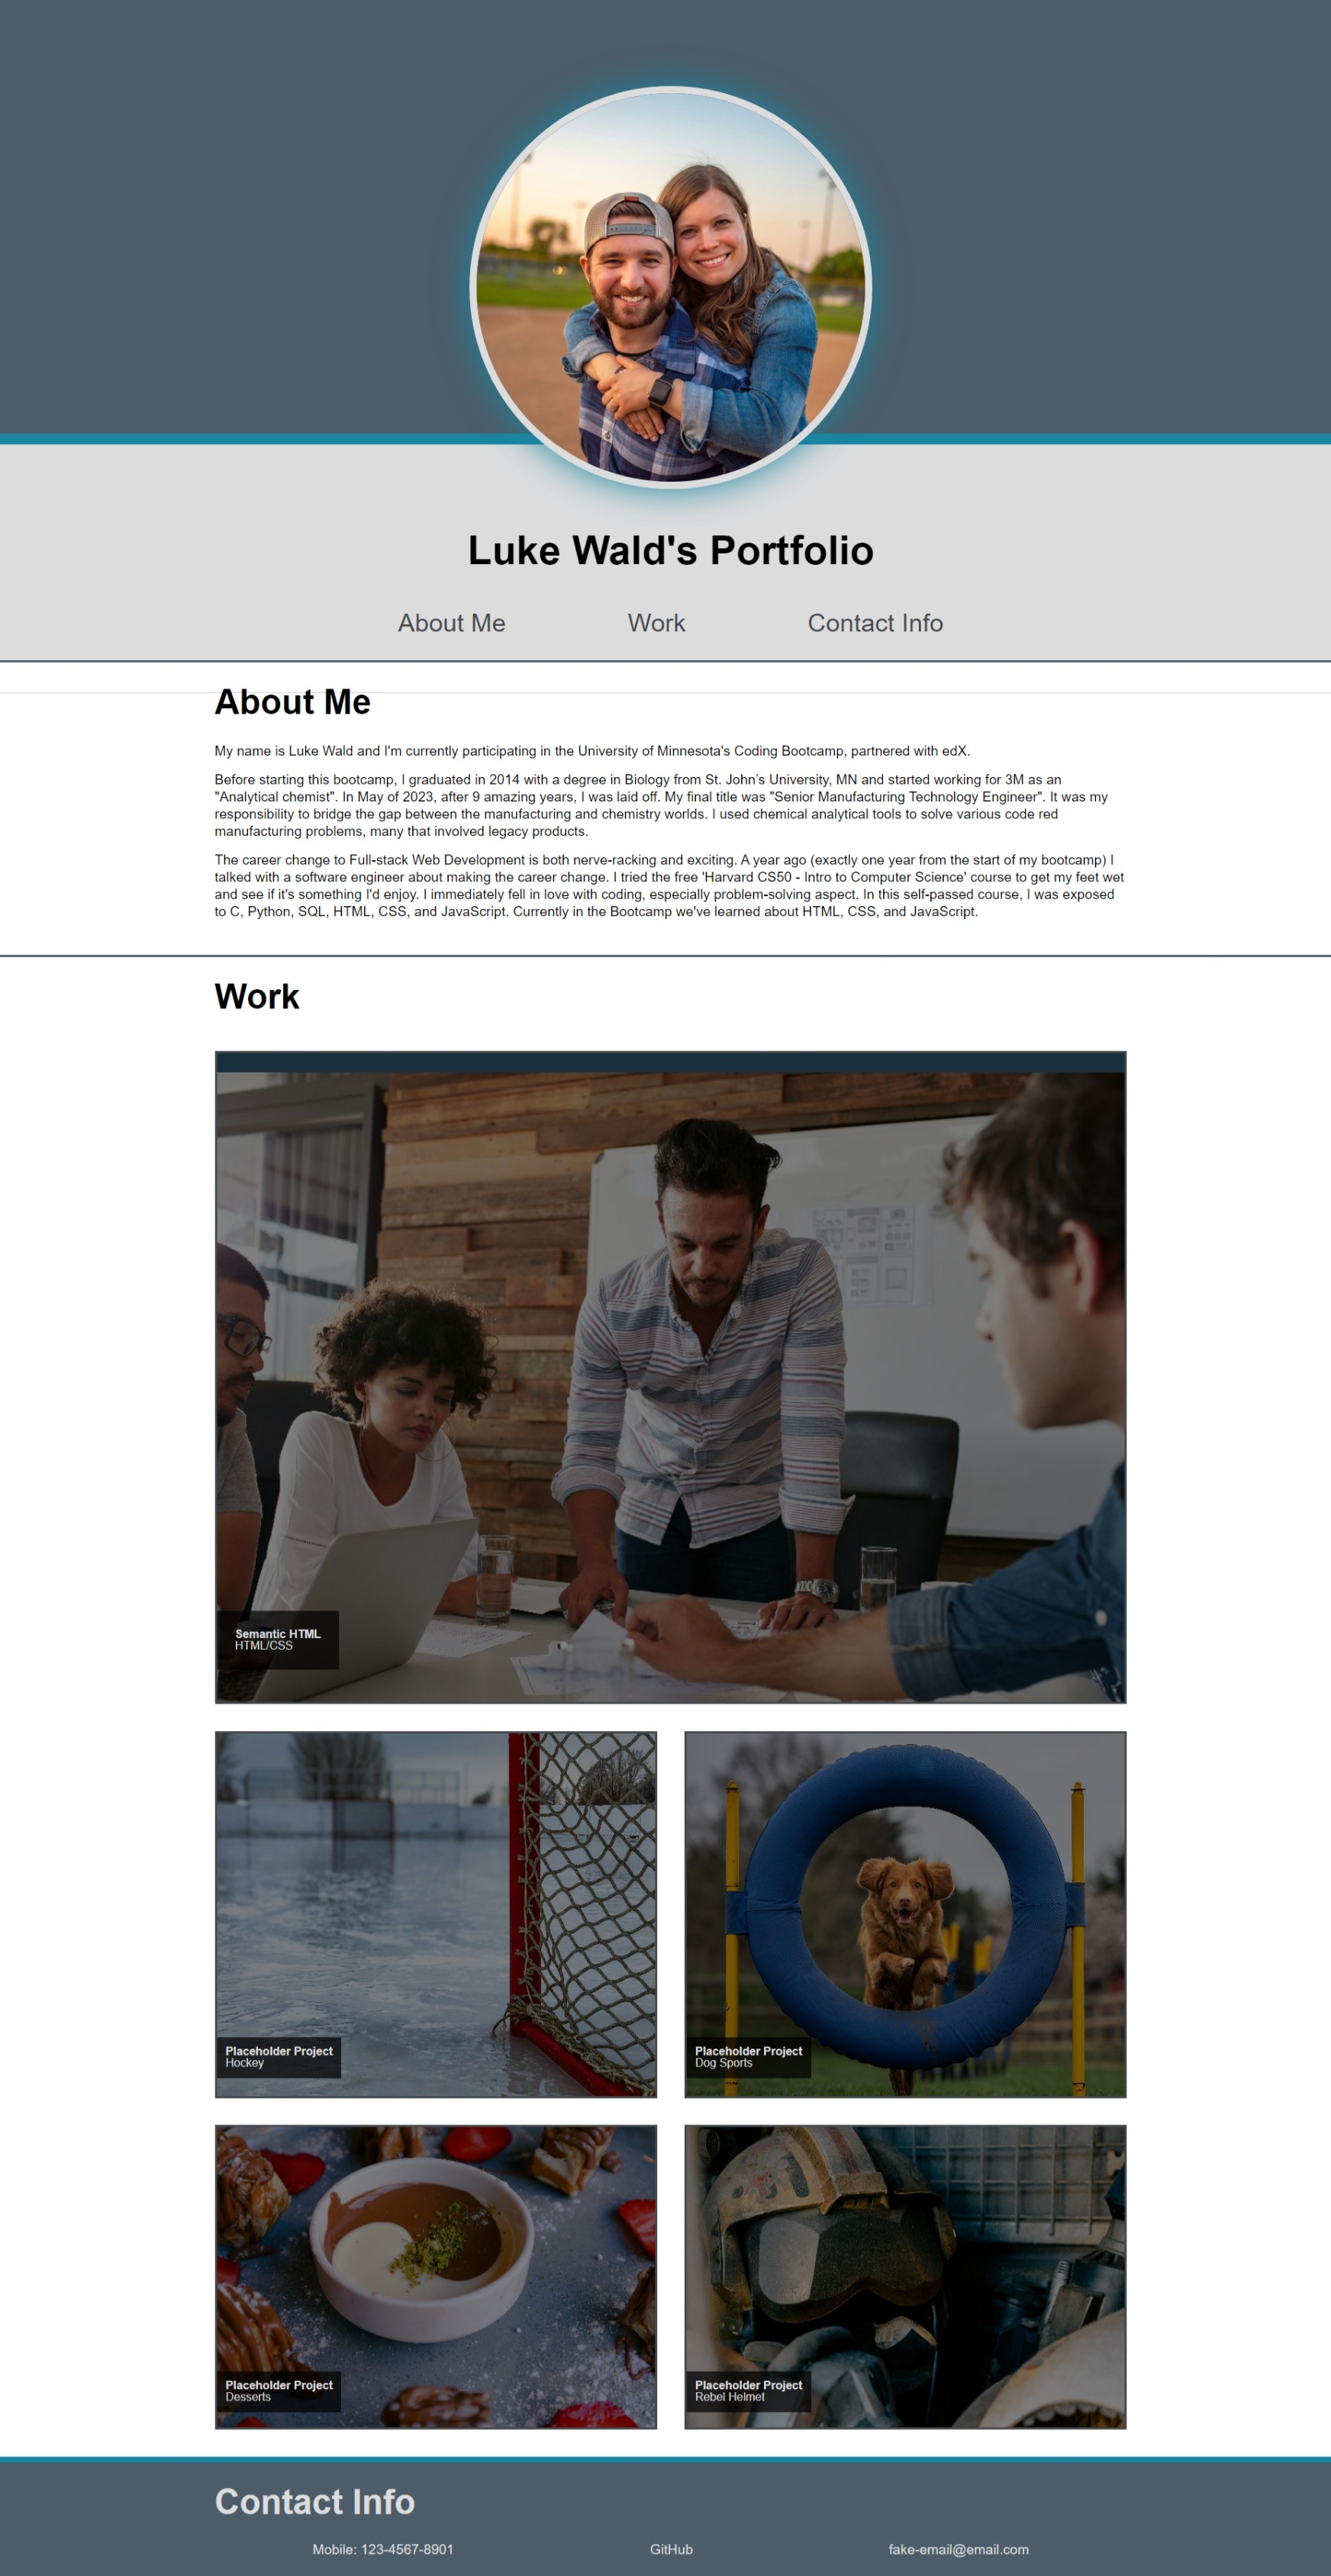 Luke Wald's Portfolio
About Me
Work
Contact Info
About Me
My name is Luke Wald and I'm currently participating in the University of Minnesota's Coding Bootcamp, partnered with edX.
Before starting this bootcamp, I graduated in 2014 with a degree in Biology from St. John's University, MN and started working for 3M as an
"Analytical chemist". In May of 2023, after 9 amazing years, I was laid off. My final title was "Senior Manufacturing Technology Engineer". It was my
responsibility to bridge the gap between the manufacturing and chemistry worlds. I used chemical analytical tools to solve various code red
manufacturing problems, many that involved legacy products.
The career change to Full-stack Web Development is both nerve-racking and exciting. A year ago (exactly one year from the start of my bootcamp) I
talked with a software engineer about making the career change. I tried the free 'Harvard CS50 - Intro to Computer Science' course to get my feet wet
and see if it's something I'd enjoy. I immediately fell in love with coding, especially problem-solving aspect. In this self-passed course, I was exposed
to C, Python, SQL, HTML, CSS, and JavaScript. Currently in the Bootcamp we've learned about HTML, CSS, and JavaScript.
Work
Semantic HTML
HTML/CSS
Placeholder Project
Hockey
Placeholder Project
Dog Sports
Placeholder Project
Desserts
Placeholder Project
Rebel Helmet
Contact Info
Mobile: 123-4567-8901
GitHub
fake-email@email.com